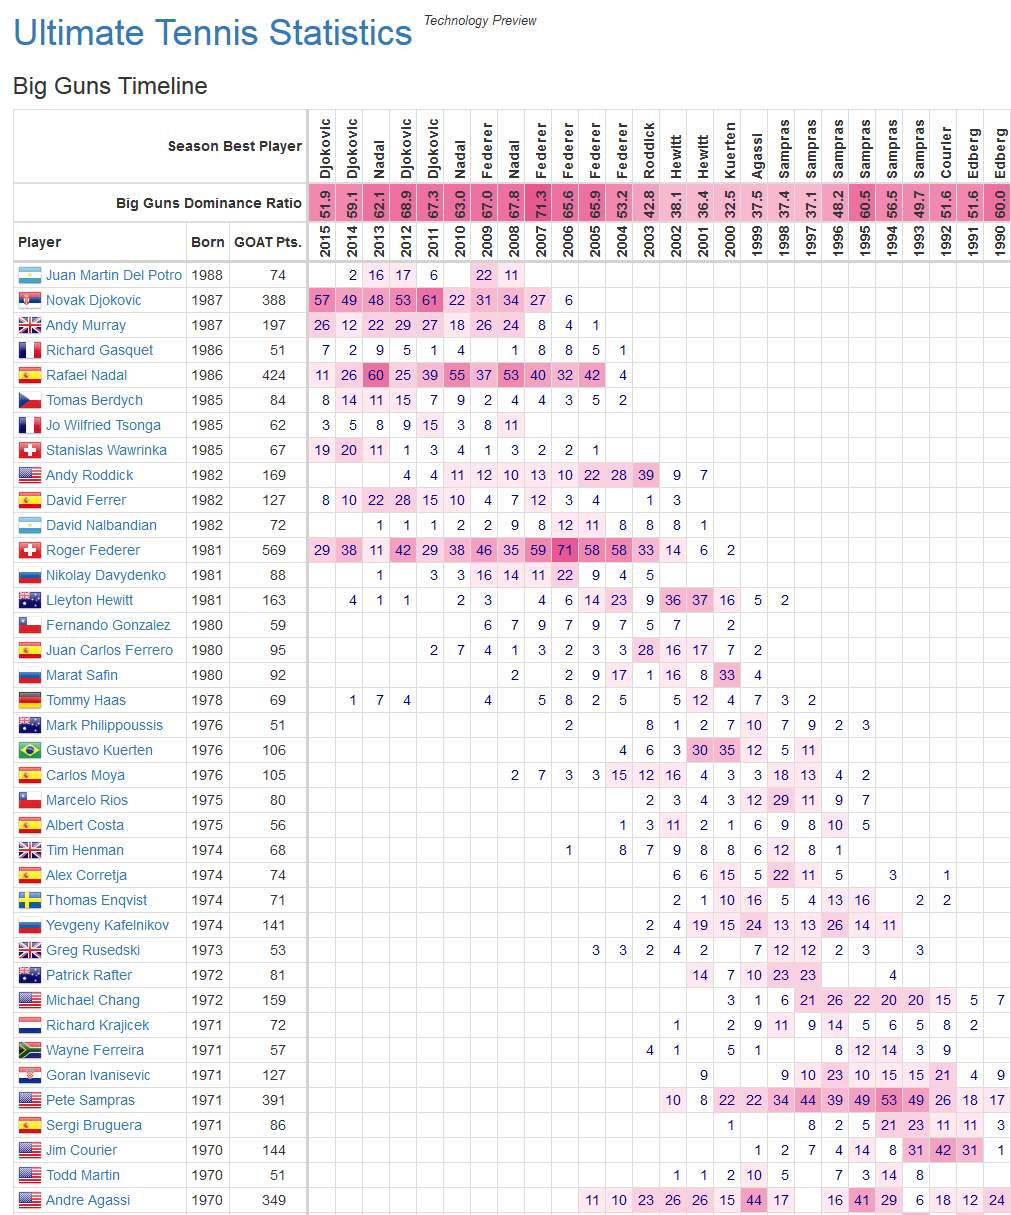 Ultimate Tennis Statistics Technology Preview
Big Guns Timeline
Season Best Player Djokovic Djokovic Nadal Djokovic Djokovic Nadal Federer Nadal Federer Federer Federer Federer Roddick Hewitt Hewitt Kuerten Agassi Sampras Sampras Sampras Sampras Sampras Sampras Courier Edberg Edberg
Big Guns Dominance Ratio 51.9 59.1 62.1 68.9 67.3 63.0 67.0 67.8 71.3 65.6 65.9 53.2 42.8 38.1 36.4 32.5 37.5 37.4 37.1 48.2 60.5 56.5 49.7 51.6 51.6 60.0
Player Born GOAT Pts. 2015 2014 2013 2012 2011 2010 2009 2008 2007 2006 2005 2004 2003 2002 2001 2000 1999 1998 1997 1996 1995 1994 1993 1992 1991 1990
Juan Martin Del Potro 1988 74 2 16 17 6 22 11
Novak Djokovic 1987 388 57 49 48 53 61 22 31 34 27 6
Andy Murray 1987 197 26 12 22 29 27 18 26 24 8 4 1
Richard Gasquet 1986 51 7 2 9 5 1 4 1 8 8 5 1
Rafael Nadal 1986 424 11 26 60 25 39 55 37 53 40 32 42 4
Tomas Berdych 1985 84 8 14 11 15 7 9 2 4 4 3 5 2
Jo Wilfried Tsonga 1985 62 3 5 8 9 15 3 8 11
Stanislas Wawrinka 1985 67 19 20 11 1 3 4 1 3 2 2 1
Andy Roddick 1982 169 4 4 11 12 10 13 10 22 28 39 9 7
David Ferrer 1982 127 8 10 22 28 15 10 4 7 12 3 4 1 3
David Nalbandian 1982 72 1 1 1 2 2 9 8 12 11 8 8 8 1
Roger Federer 1981 569 29 38 11 42 29 38 46 35 59 71 58 58 33 14 6 2
Nikolay Davydenko 1981 88 1 3 3 16 14 11 22 9 4 5
Lleyton Hewitt 1981 163 4 1 1 2 3 4 6 14 23 9 36 37 16 5 2
Fernando Gonzalez 1980 59 6 7 9 7 9 7 5 7 2
Juan Carlos Ferrero 1980 95 2 7 4 1 3 2 3 3 28 16 17 7 2
Marat Safin 1980 92 2 2 9 17 1 16 8 33 4
Tommy Haas 1978 69 1 7 4 4 5 8 2 5 5 12 4 7 3 2
Mark Philippoussis 1976 51 2 8 1 2 7 10 7 9 2 3
Gustavo Kuerten 1976 106 4 6 3 30 35 12 5 11
Carlos Moya 1976 105 2 7 3 3 15 12 16 4 3 3 18 13 4 2
Marcelo Rios 1975 80 2 3 4 3 12 29 11 9 7
Albert Costa 1975 56 1 3 11 2 1 6 9 8 10 5
Tim Henman 1974 68 1 8 7 9 8 8 6 12 8 1
Alex Corretja 1974 74 6 6 15 5 22 11 5 3 1
Thomas Enqvist 1974 71 2 1 10 16 5 4 13 16 2 2
Yevgeny Kafelnikov 1974 141 2 4 19 15 24 13 13 26 14 11
Greg Rusedski 1973 53 3 3 2 4 2 7 12 12 2 3 3
Patrick Rafter 1972 81 14 7 10 23 23 4
Michael Chang 1972 159 3 1 6 21 26 22 20 20 15 5 7
Richard Krajicek 1971 72 1 2 9 11 9 14 5 6 5 8 2
Wayne Ferreira 1971 57 4 1 5 1 8 12 14 3 9
Goran Ivanisevic 1971 127 9 9 10 23 10 15 15 21 4 9
Pete Sampras 1971 391 10 8 22 22 34 44 39 49 53 49 26 18 17
Sergi Bruguera 1971 86 1 8 2 5 21 23 11 11 3
Jim Courier 1970 144 1 2 7 4 14 8 31 42 31 1
Todd Martin 1970 51 1 1 2 10 5 7 3 14 8
Andre Agassi 1970 349 11 10 23 26 26 15 44 17 16 41 29 6 18 12 24